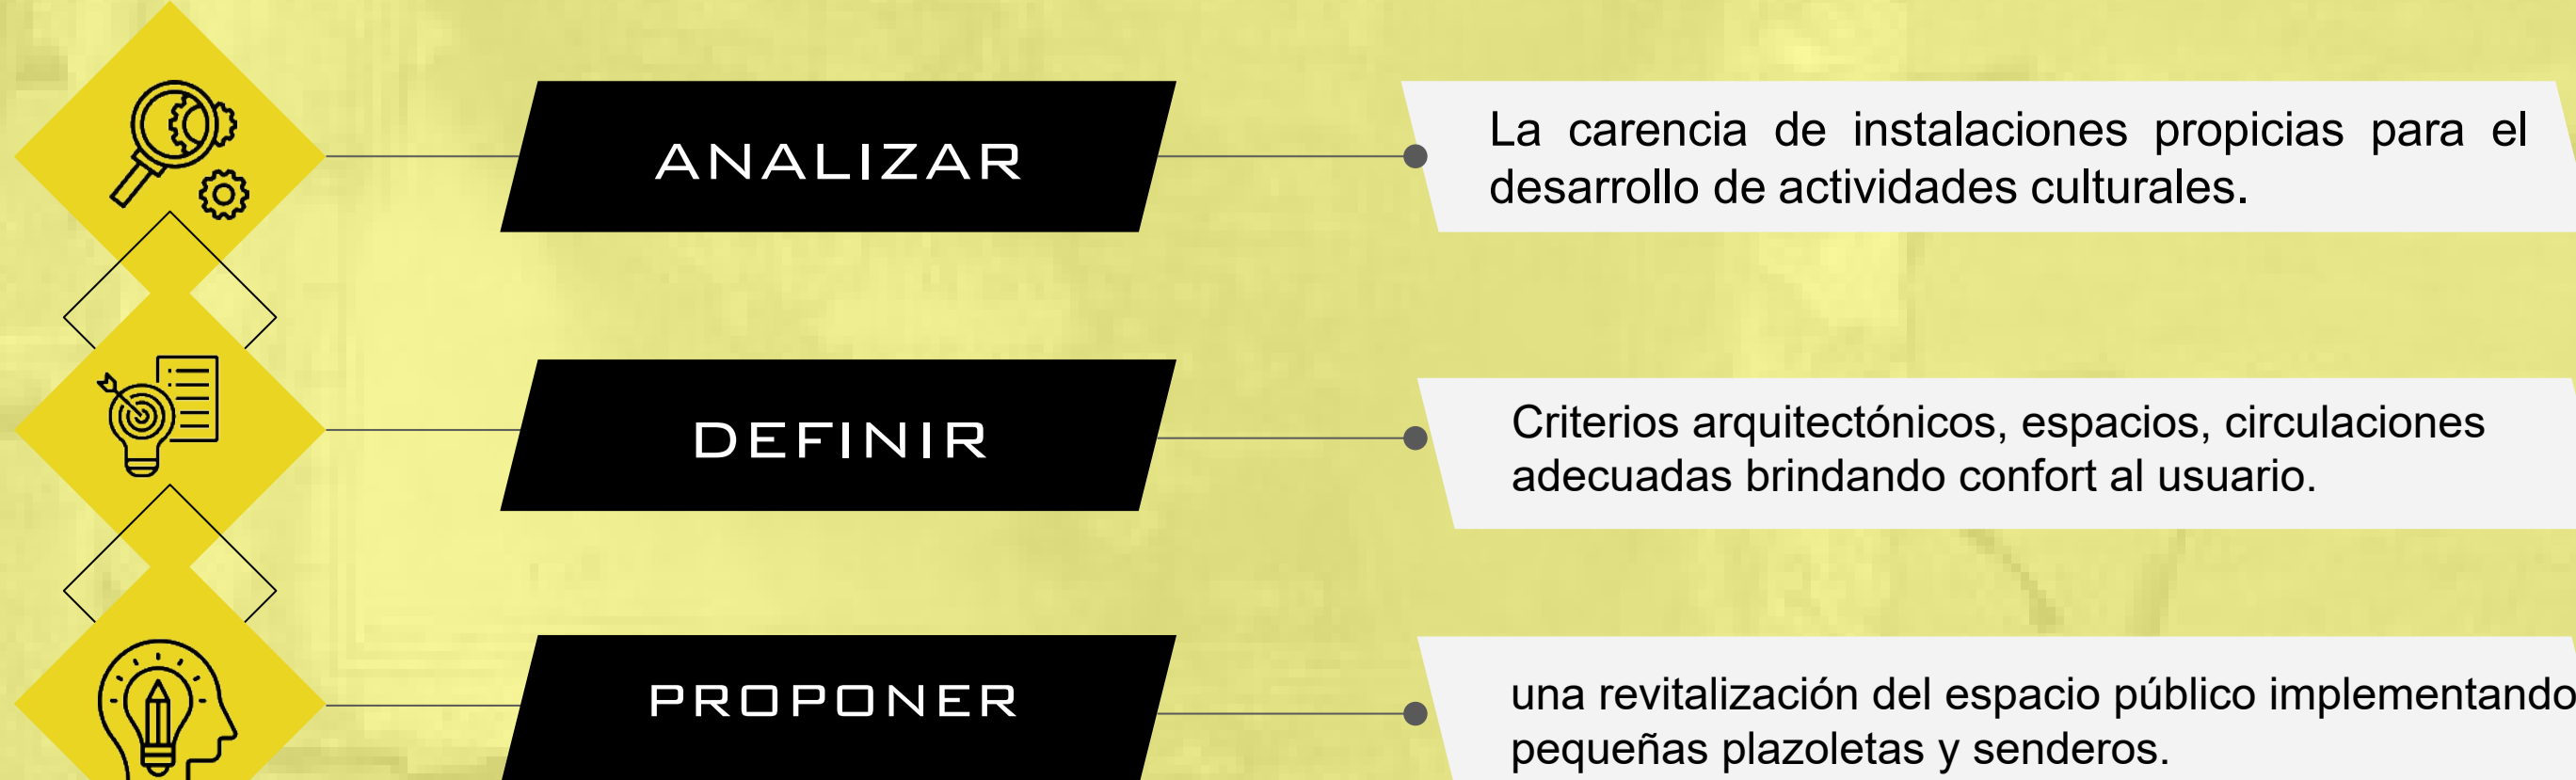 ANALIZAR
La carencia de instalaciones propicias para el
desarrollo de actividades culturales.
DEFINIR
Criterios arquitectónicos, espacios, circulaciones
adecuadas brindando confort al usuario.
PROPONER
una revitalización del espacio público implementando
pequeñas plazoletas y senderos.